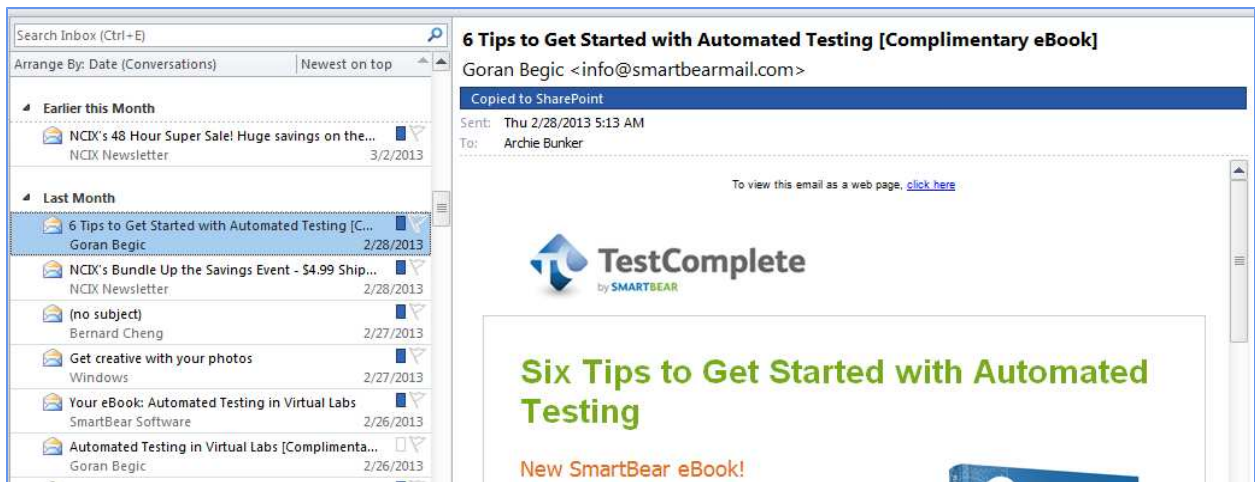 Search Inbox (Ctrl+E)
Arrange By: Date (Conversations) Newest on top
Earlier this Month
NCIX's 48 Hour Super Sale! Huge savings on the...
NCIX Newsletter 3/2/2013
Last Month
6 Tips to Get Started with Automated Testing [C...
Goran Begic 2/28/2013
NCIX's Bundle Up the Savings Event - $4.99 Ship...
NCIX Newsletter 2/28/2013
(no subject)
Bernard Cheng 2/27/2013
Get creative with your photos
Windows 2/27/2013
Your eBook: Automated Testing in Virtual Labs
SmartBear Software 2/26/2013
Automated Testing in Virtual Labs [Complimenta...
Goran Begic 2/26/2013
6 Tips to Get Started with Automated Testing [Complimentary eBook]
Goran Begic <info@smartbearmail.com>
Copied to SharePoint
Sent: Thu 2/28/2013 5:13 AM
To: Archie Bunker
To view this email as a web page, click here
TestComplete
by SMARTBEAR
Six Tips to Get Started with Automated
Testing
New SmartBear eBook!